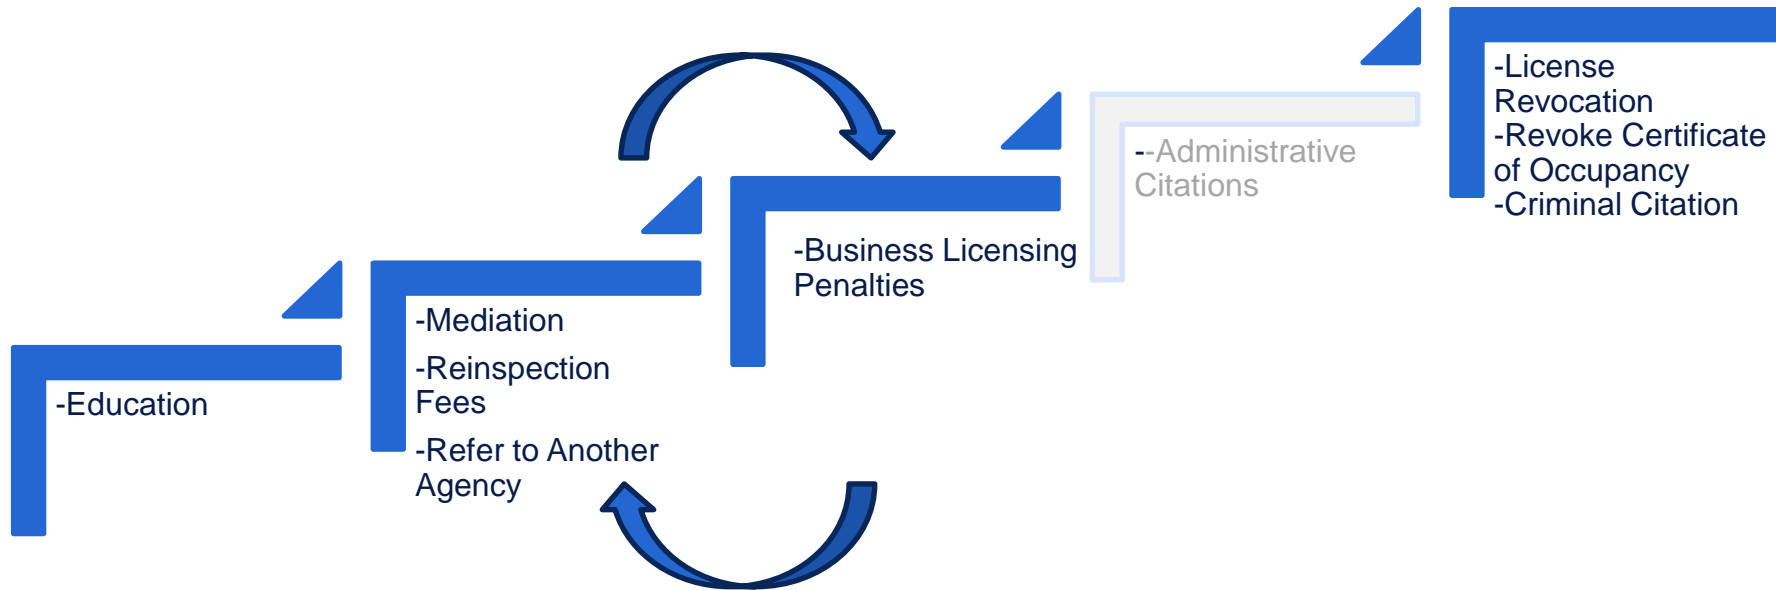 -Education
-Mediation
-Reinspection
Fees
-Refer to Another
Agency
-Business Licensing
Penalties
--Administrative
Citations
-License
Revocation
-Revoke Certificate
of Occupancy
-Criminal Citation